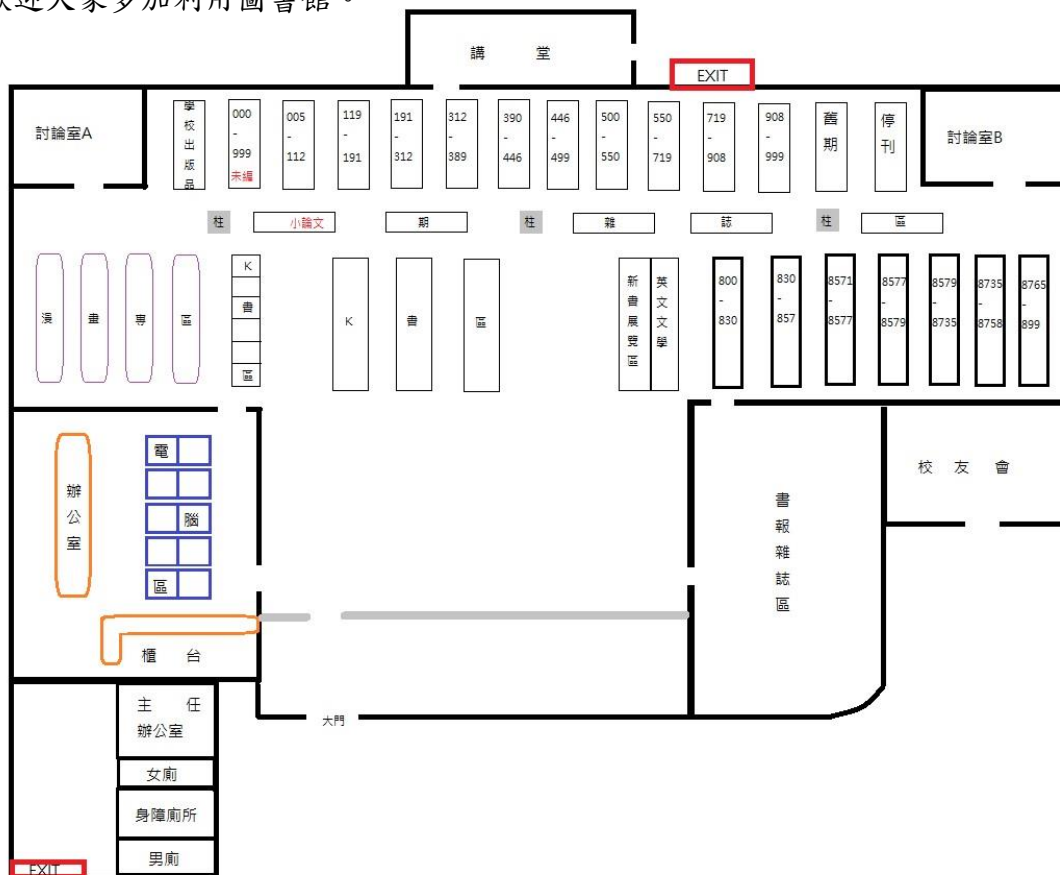 歡迎大家多加利用圖書館。
講 堂
EXIT
討論室A
學校出版品
000
-
999
未編
005
-
112
119
-
191
191
-
312
312
-
389
390
-
446
446
-
499
500
-
550
550
-
719
719
-
908
908
-
999
舊期
停刊
討論室B
柱
小論文
期
柱
雜
誌
柱
區
漫
畫
專
區
K
書
區
K
書
區
新書展覽區
英文文學
800
-
830
830
-
857
8571
-
8577
8577
-
8579
8579
-
8735
8735
-
8758
8765
-
899
辦公室
電
腦
區
櫃 台
書報雜誌區
校 友 會
主 任
辦公室
大門
女廁
身障廁所
男廁
EXIT